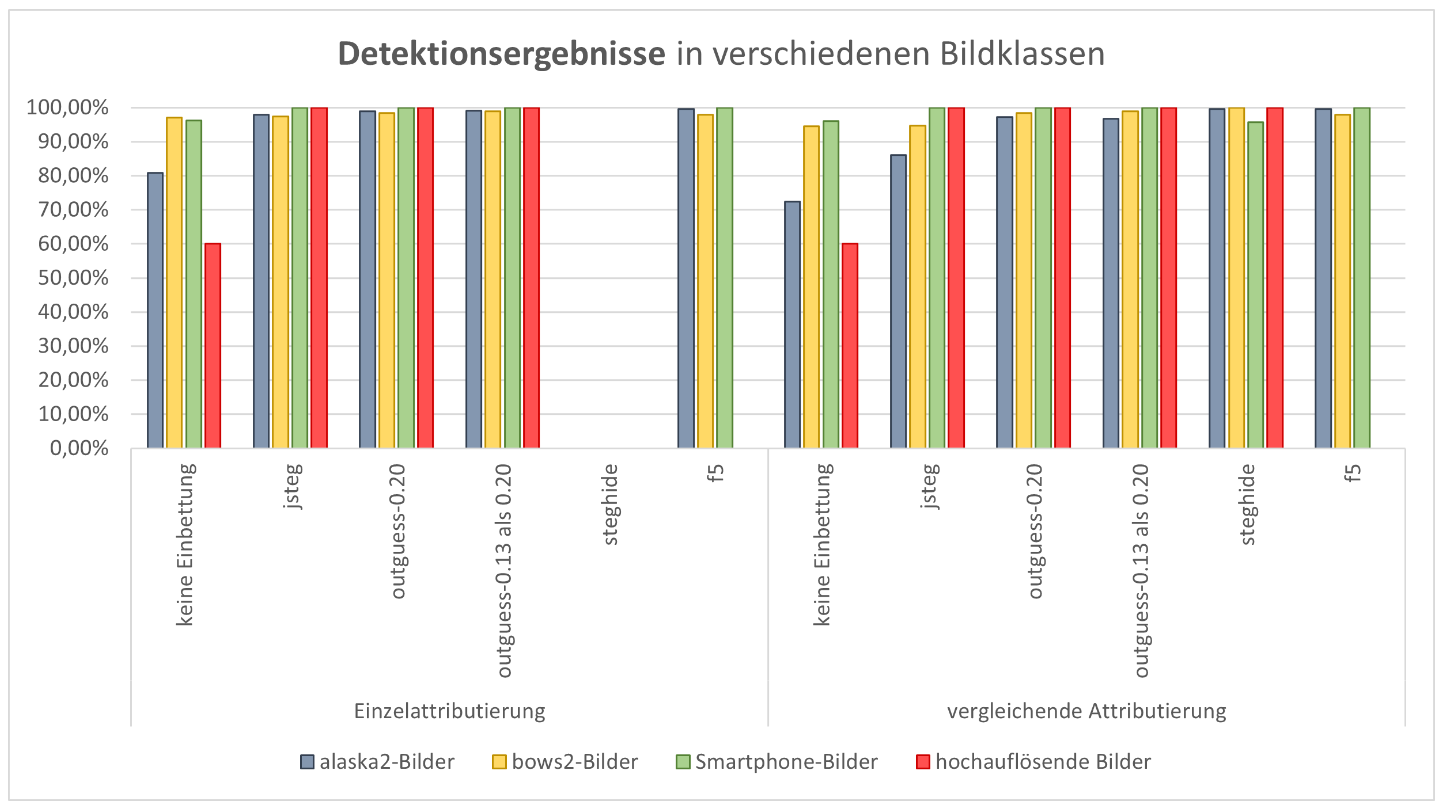 Detektionsergebnisse in verschiedenen Bildklassen
100,00%
90,00%
80,00%
70,00%
60,00%
50,00%
40,00%
30,00%
20,00%
10,00%
0,00%
keine Einbettung
jsteg
outguess-0.20
outguess-0.13 als 0.20
steghide
f5
keine Einbettung
jsteg
outguess-0.20
outguess-0.13 als 0.20
steghide
f5
Einzelattributierung
vergleichende Attributierung
alaska2-Bilder
bows2-Bilder
Smartphone-Bilder
hochauflösende Bilder